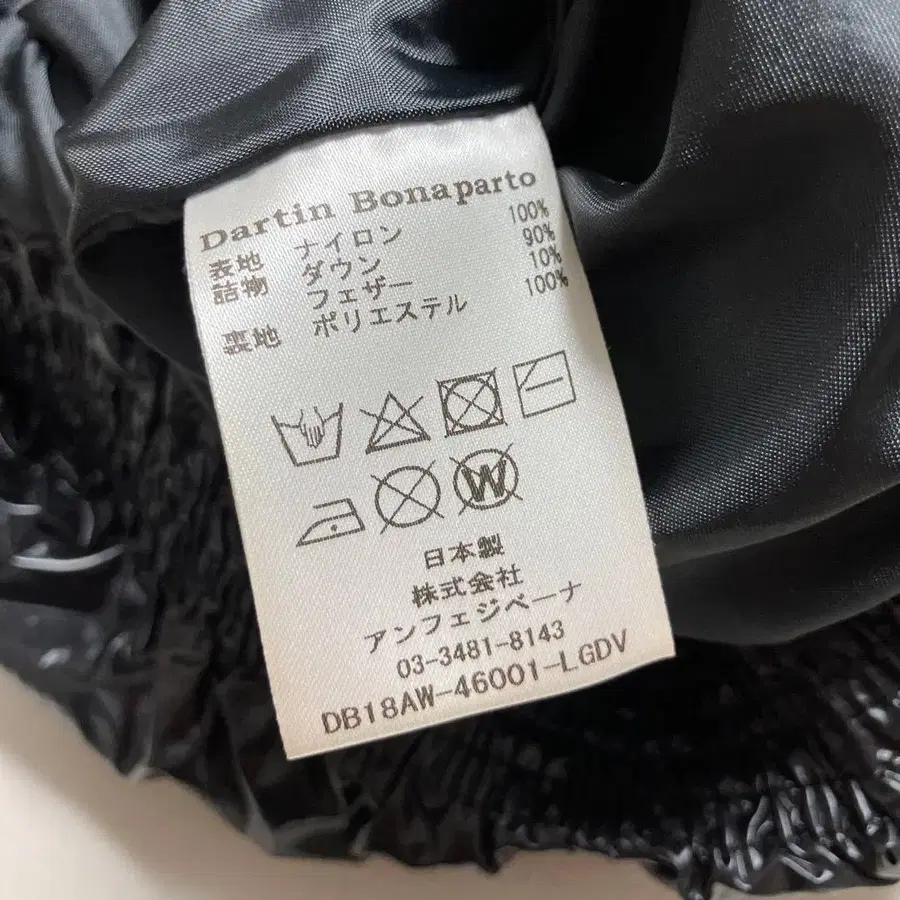 Dartin Bonaparto
表地 ナイロン 100%
詰物 ダウン 90%
フェザー 10%
裏地 ポリエステル 100%
W
日本製
株式会社
アンフェジベーナ
03-3481-8143
DB18AW-46001-LGDV